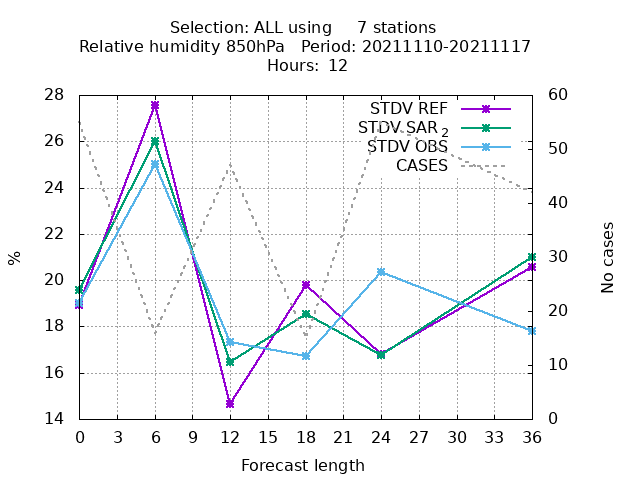 Selection: ALL using     7 stations
Relative humidity 850hPa   Period: 20211110-20211117
Hours: 12
28
26
24
22
20
18
16
14
%
60
50
40
30
20
10
0
No cases
STDV REF
STDV SAR 2
STDV OBS
CASES
0 3 6 9 12 15 18 21 24 27 30 33 36
Forecast length